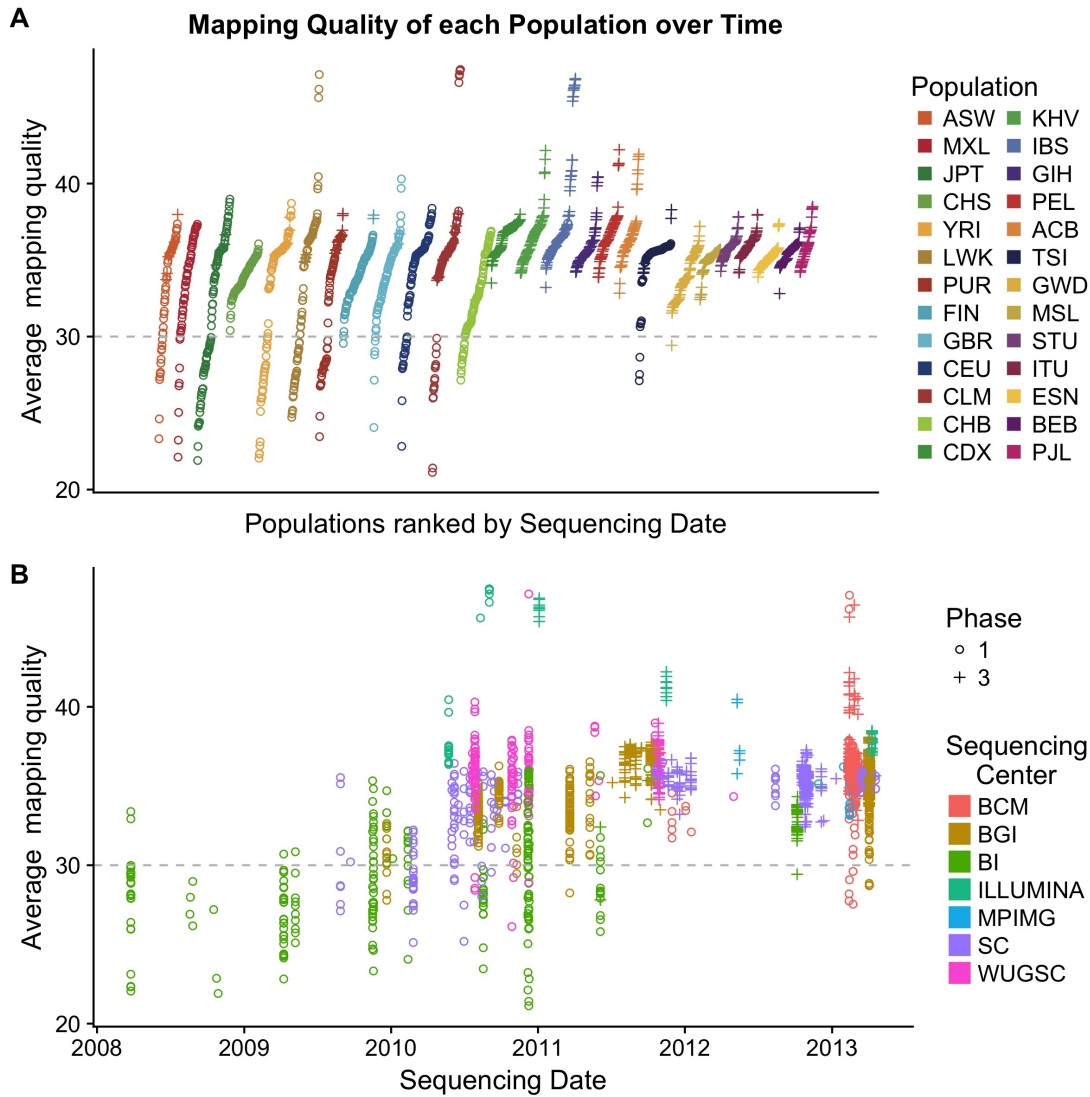 A
Mapping Quality of each Population over Time
Average mapping quality
40
30
20
Populations ranked by Sequencing Date
Population
ASW KHV
MXL IBS
JPT GIH
CHS PEL
YRI ACB
LWK TSI
PUR GWD
FIN MSL
GBR STU
CEU ITU
CLM ESN
CHB BEB
CDX PJL
B
Average mapping quality
40
30
20
2008 2009 2010 2011 2012 2013
Sequencing Date
Phase
1
3
Sequencing
Center
BCM
BGI
BI
ILLUMINA
MPIMG
SC
WUGSC